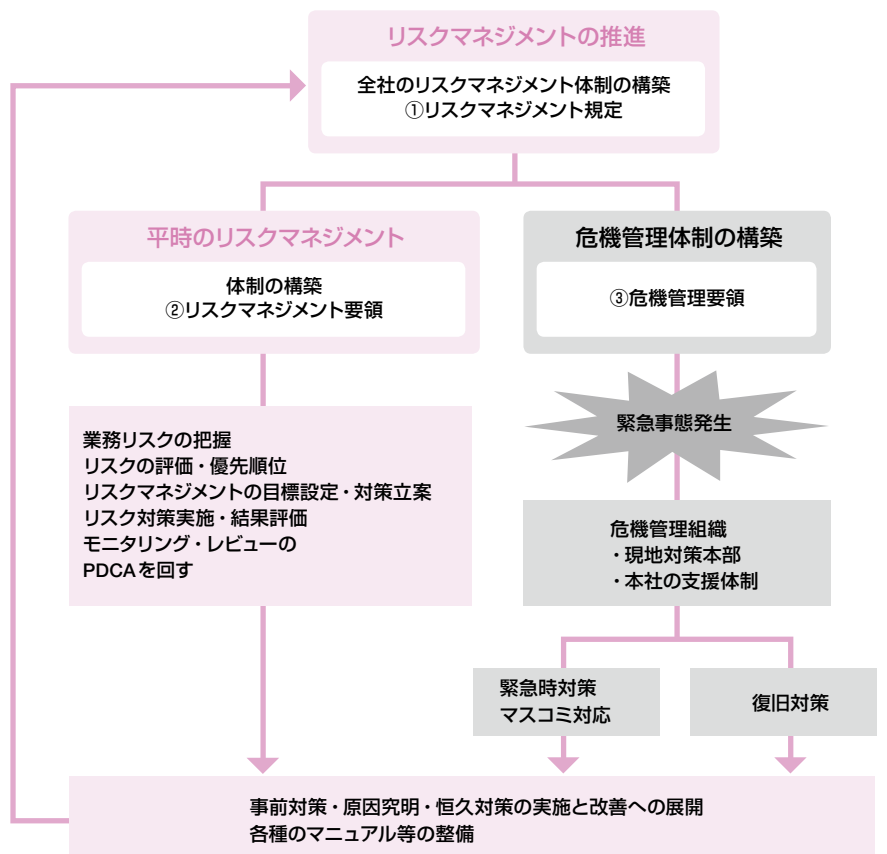 リスクマネジメントの推進
全社のリスクマネジメント体制の構築
①リスクマネジメント規定
平時のリスクマネジメント
体制の構築
②リスクマネジメント要領
危機管理体制の構築
③危機管理要領
緊急事態発生
業務リスクの把握
リスクの評価・優先順位
リスクマネジメントの目標設定・対策立案
リスク対策実施・結果評価
モニタリング・レビューの
PDCAを回す
危機管理組織
・現地対策本部
・本社の支援体制
緊急時対策
マスコミ対応
復旧対策
事前対策・原因究明・恒久対策の実施と改善への展開
各種のマニュアル等の整備